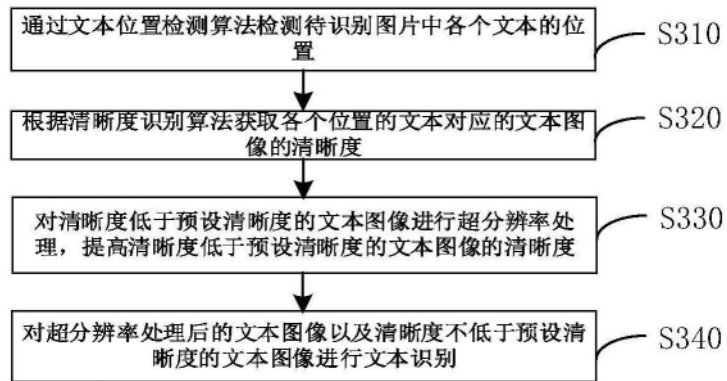 通过文本位置检测算法检测待识别图片中各个文本的位
置
S310
根据清晰度识别算法获取各个位置的文本对应的文本图
像的清晰度
S320
对清晰度低于预设清晰度的文本图像进行超分辨率处
理，提高清晰度低于预设清晰度的文本图像的清晰度
S330
对超分辨率处理后的文本图像以及清晰度不低于预设清
晰度的文本图像进行文本识别
S340